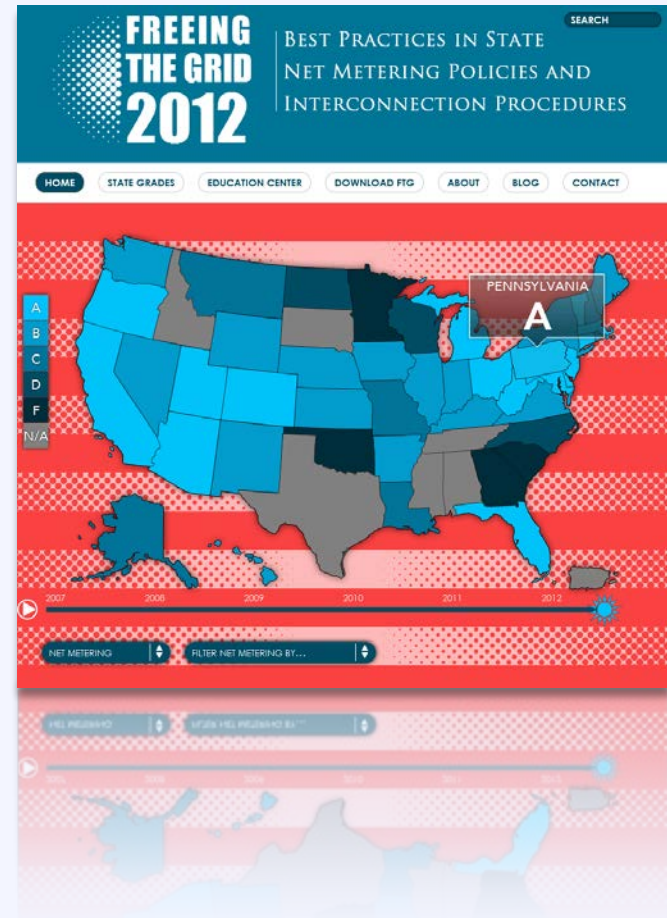 SEARCH
FREEING
THE GRID
2012
BEST PRACTICES IN STATE
NET METERING POLICIES AND
INTERCONNECTION PROCEDURES
HOME STATE GRADES EDUCATION CENTER DOWNLOAD FTG ABOUT BLOG CONTACT
PENNSYLVANIA
A
A
B
C
D
F
N/A
2007 2008 2009 2010 2011 2012
NET METERING FILTER NET METERING BY...